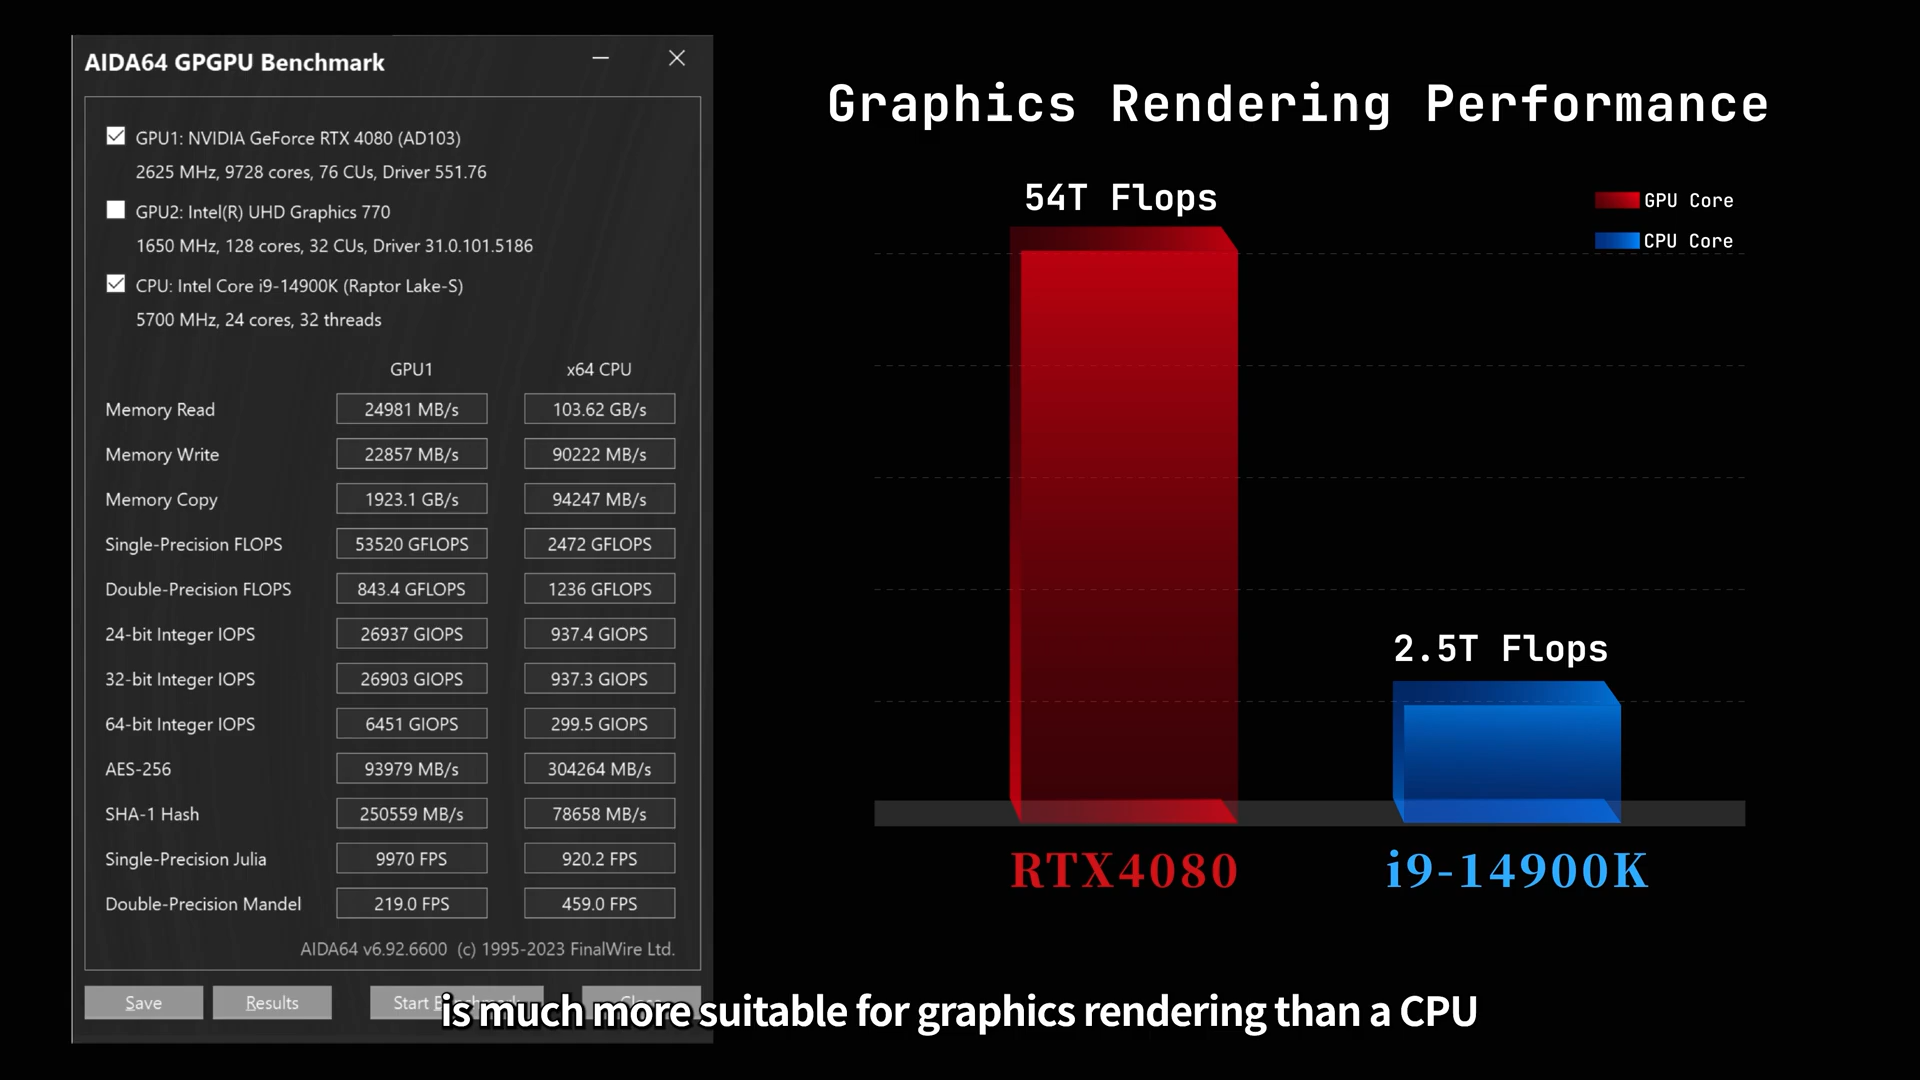 AIDA64 GPGPU Benchmark
GPU1: NVIDIA GeForce RTX 4080 (AD103)
2625 MHz, 9728 cores, 76 CUs, Driver 551.76
GPU2: Intel(R) UHD Graphics 770
1650 MHz, 128 cores, 32 CUs, Driver 31.0.101.5186
CPU: Intel Core i9-14900K (Raptor Lake-S)
5700 MHz, 24 cores, 32 threads
GPU1 x64 CPU
Memory Read 24981 MB/s 103.62 GB/s
Memory Write 22857 MB/s 90222 MB/s
Memory Copy 1923.1 GB/s 94247 MB/s
Single-Precision FLOPS 53520 GFLOPS 2472 GFLOPS
Double-Precision FLOPS 843.4 GFLOPS 1236 GFLOPS
24-bit Integer IOPS 26937 GIOPS 937.4 GIOPS
32-bit Integer IOPS 26903 GIOPS 937.3 GIOPS
64-bit Integer IOPS 6451 GIOPS 299.5 GIOPS
AES-256 93979 MB/s 304264 MB/s
SHA-1 Hash 250559 MB/s 78658 MB/s
Single-Precision Julia 9970 FPS 920.2 FPS
Double-Precision Mandel 219.0 FPS 459.0 FPS
AIDA64 v6.92.6600 (c) 1995-2023 FinalWire Ltd.
Save Results Start
Graphics Rendering Performance
GPU Core
CPU Core
54T Flops
2.5T Flops
RTX4080
i9-14900K
is much more suitable for graphics rendering than a CPU